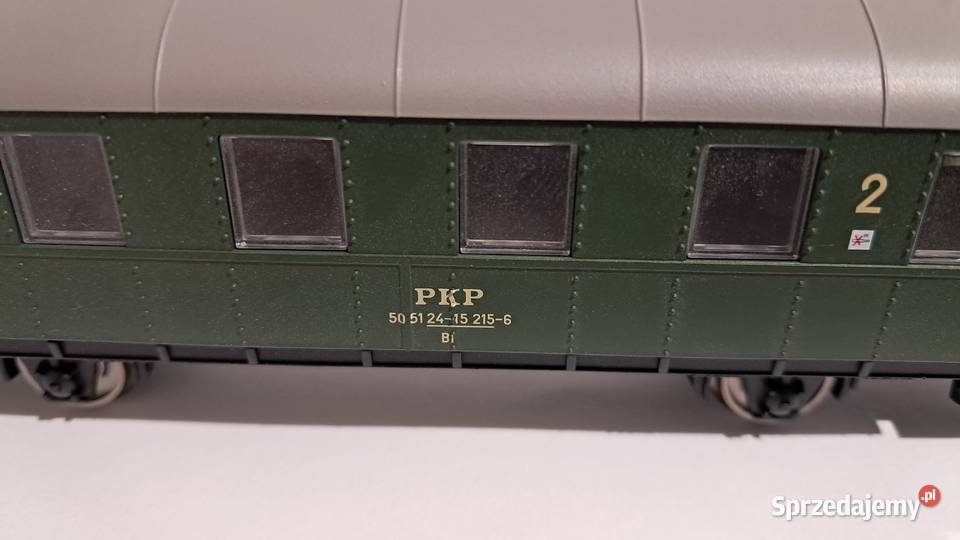 2
PKP
50 51 24-15 215-6
Bi
Sprzedajemy.pl